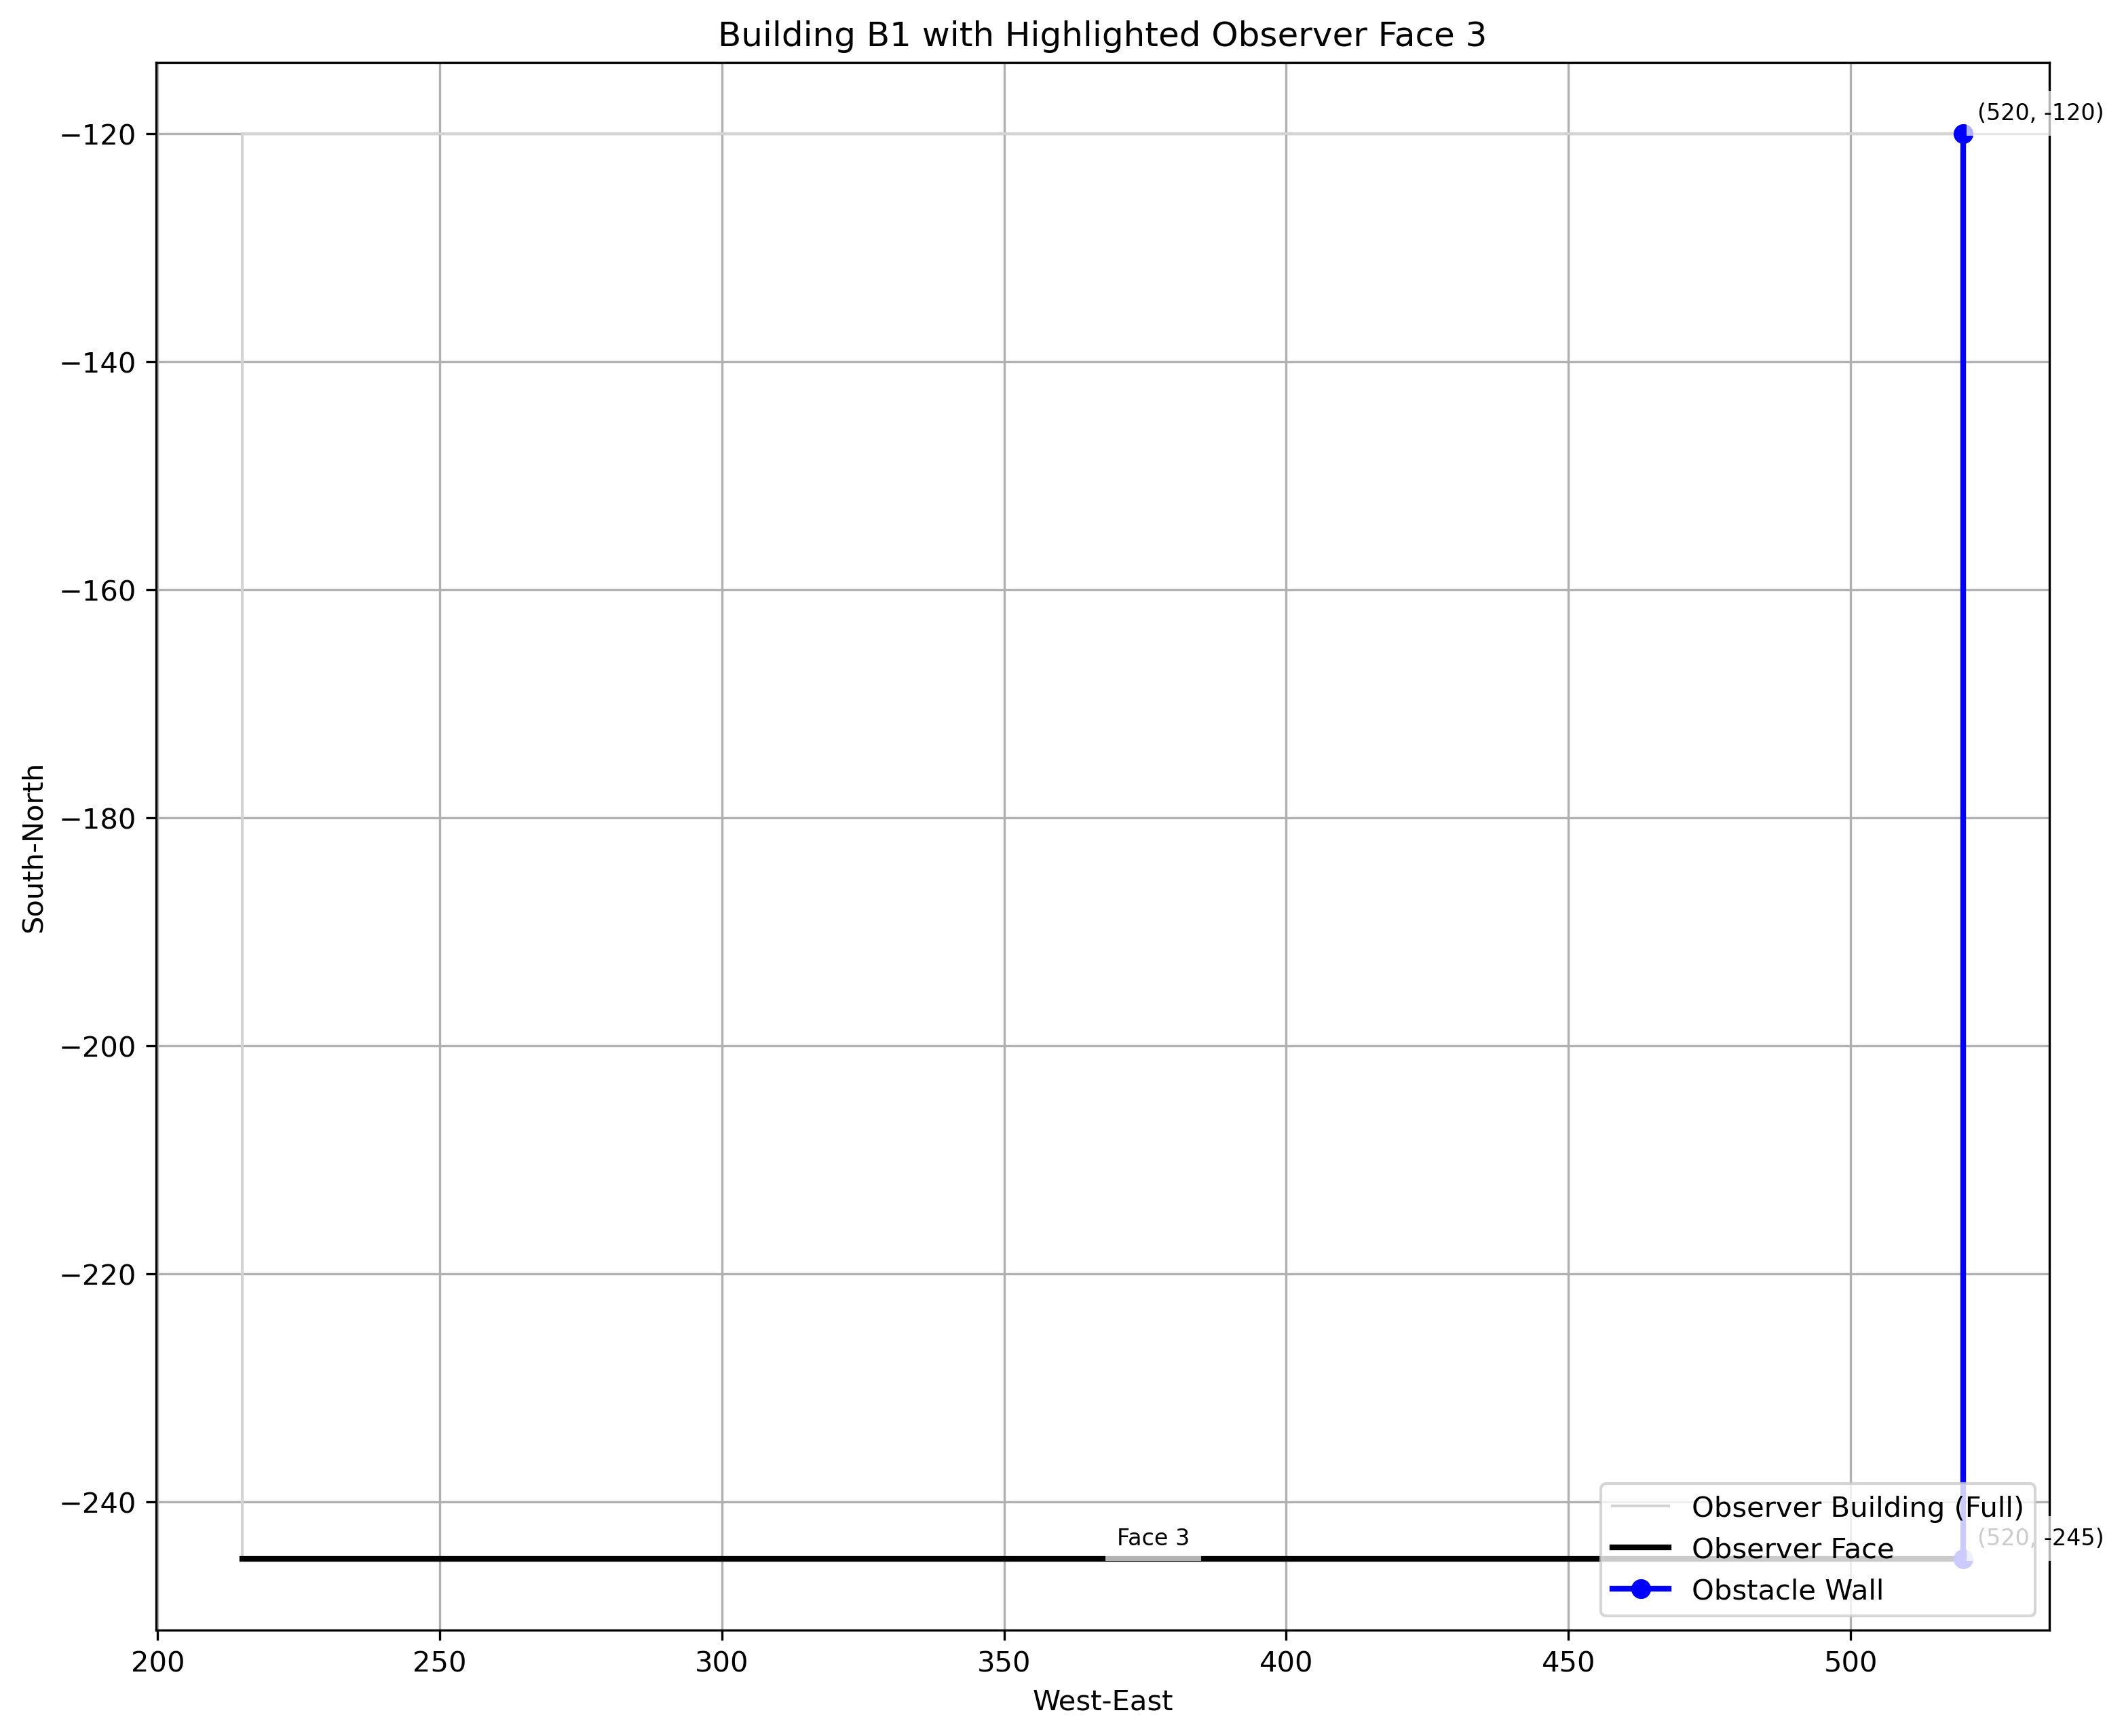 Building B1 with Highlighted Observer Face 3
(520, -120)
−120
−140
−160
−180
−200
−220
−240
South-North
Face 3
(520, -245)
Observer Building (Full)
Observer Face
Obstacle Wall
200 250 300 350 400 450 500
West-East